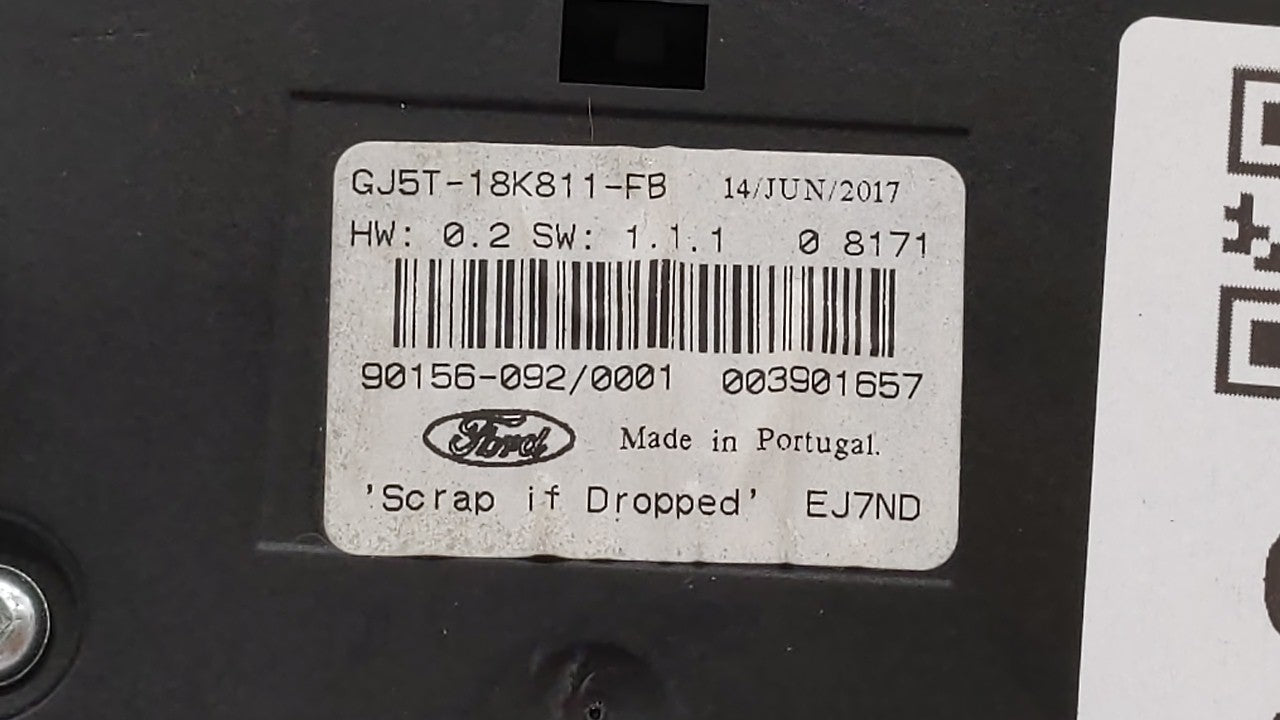 GJ5T-18K811-FB 14/JUN/2017
HW: 0.2 SW: 1.1.1 0 8171
90156-092/0001 003901657
Ford Made in Portugal.
'Scrap if Dropped' EJ7ND